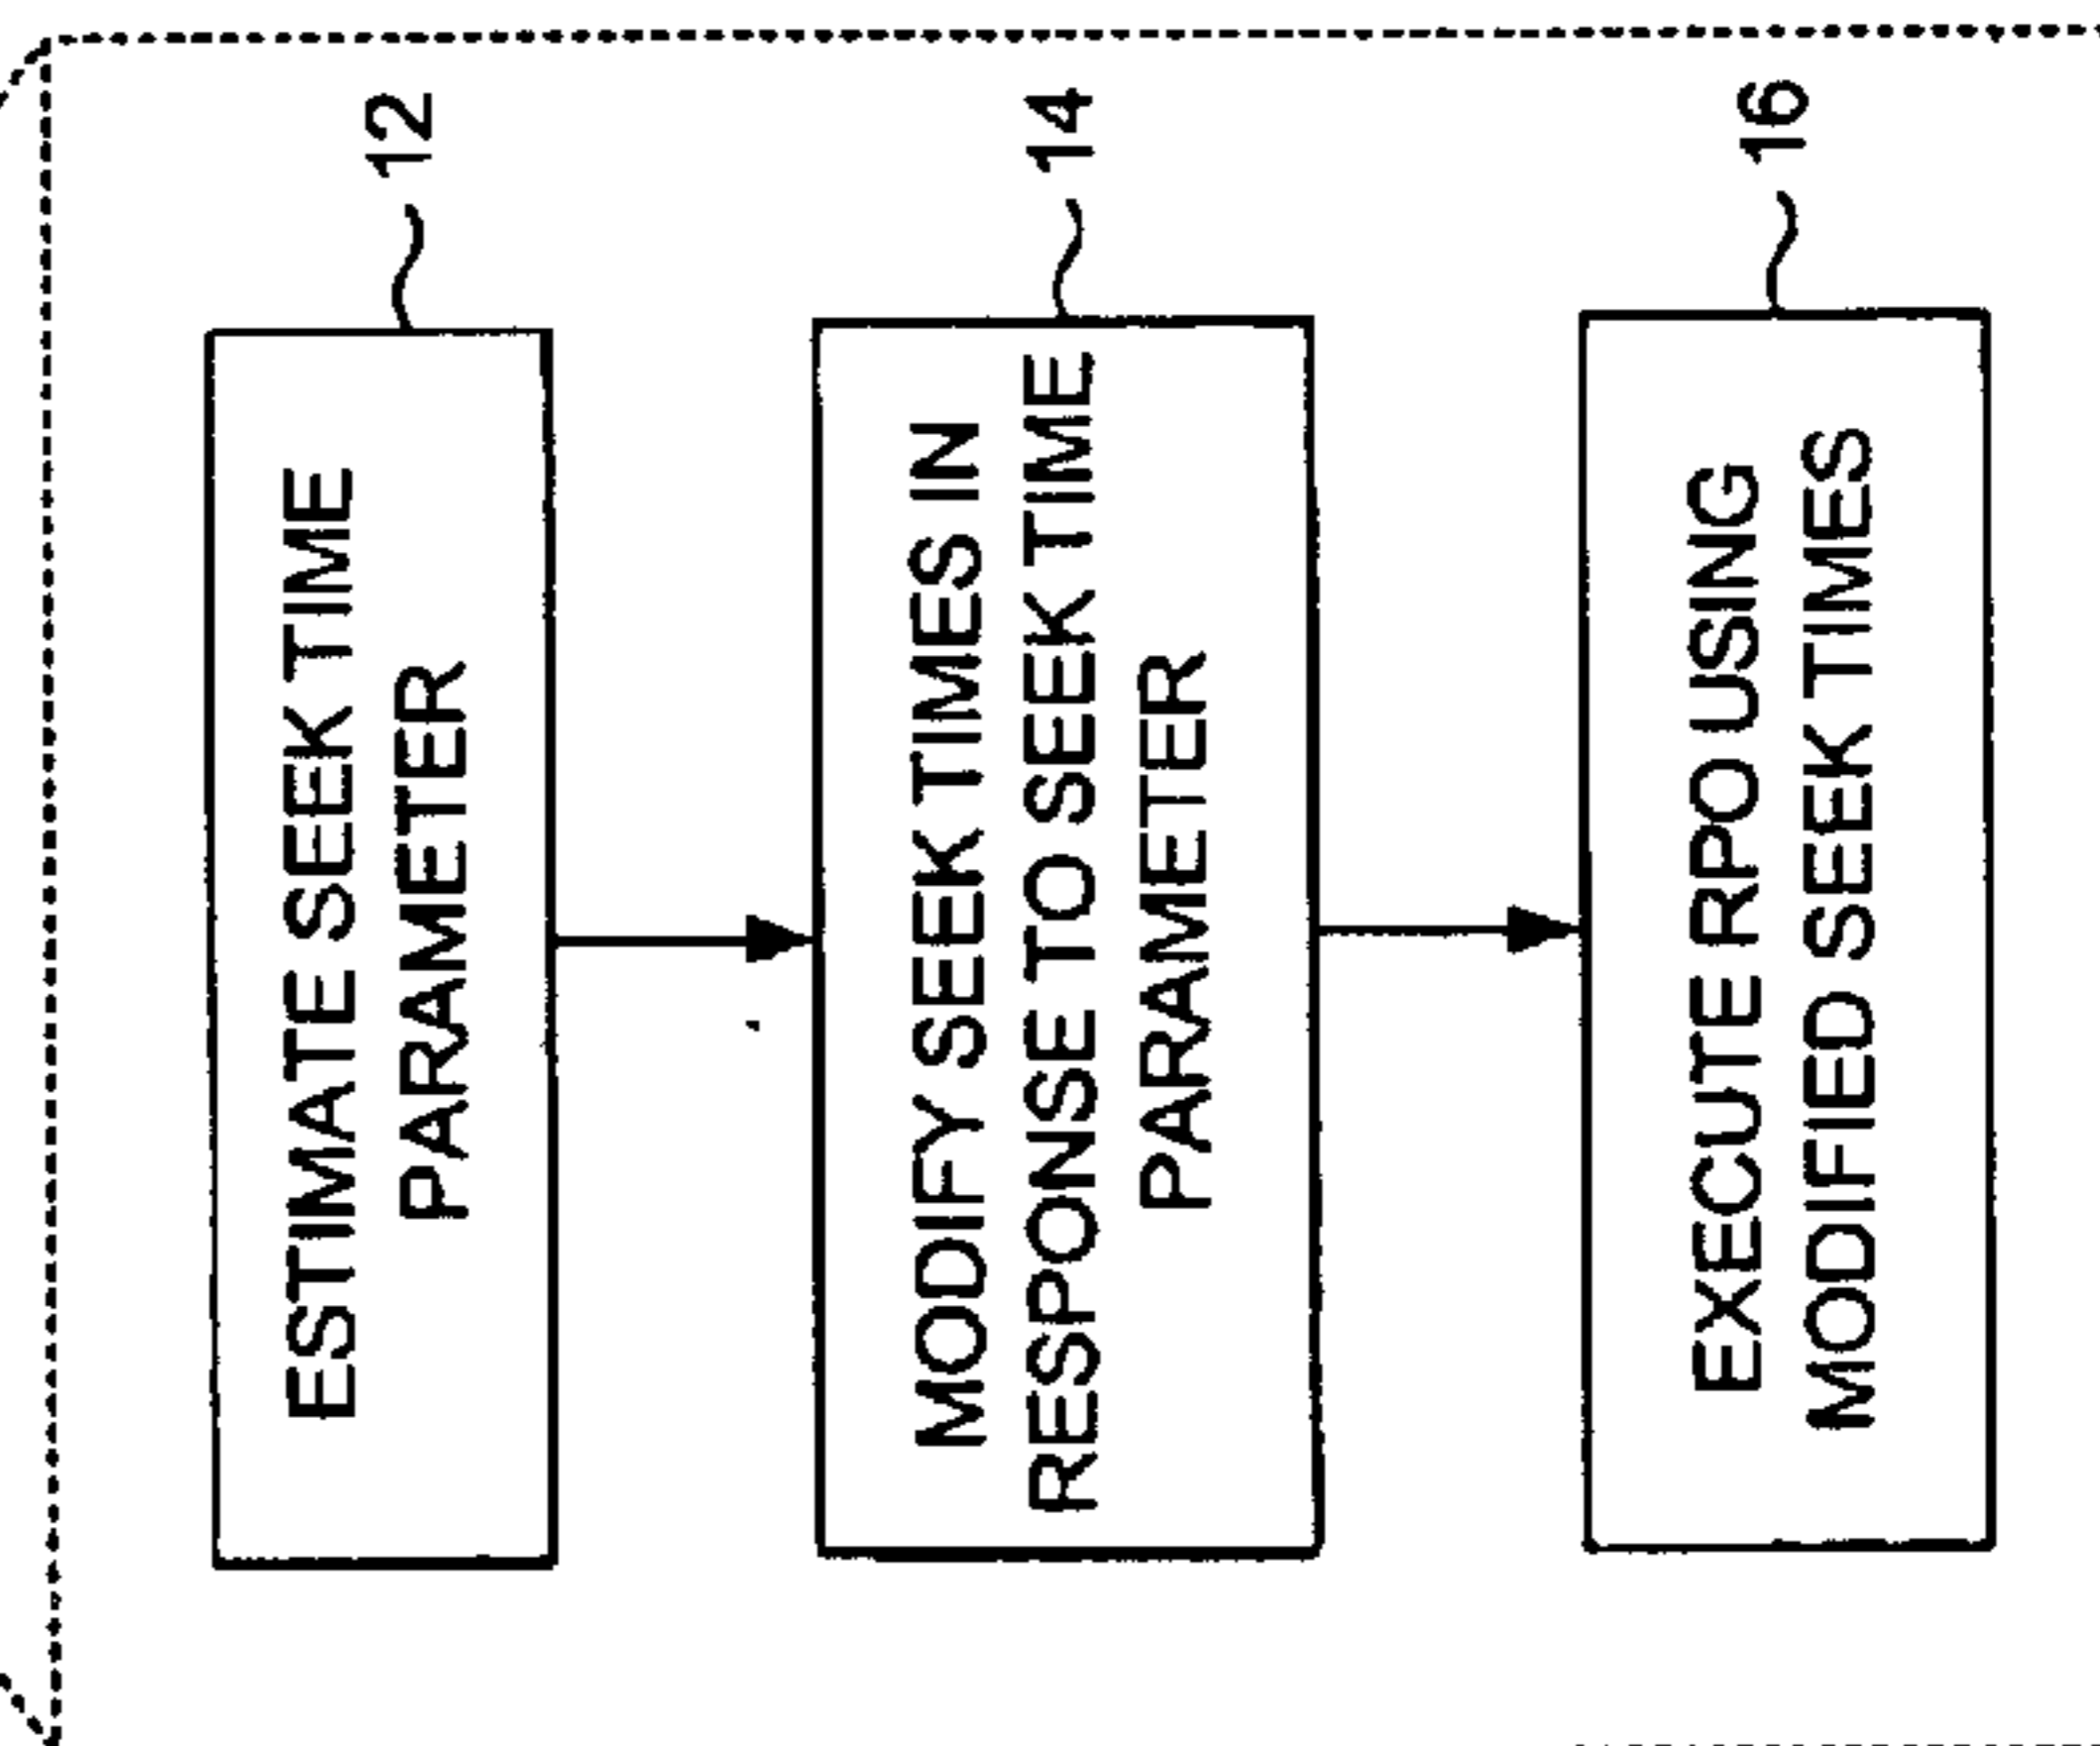 ESTIMATE SEEK TIME
PARAMETER
12
MODIFY SEEK TIMES IN
RESPONSE TO SEEK TIME
PARAMETER
14
EXECUTE RPO USING
MODIFIED SEEK TIMES
16